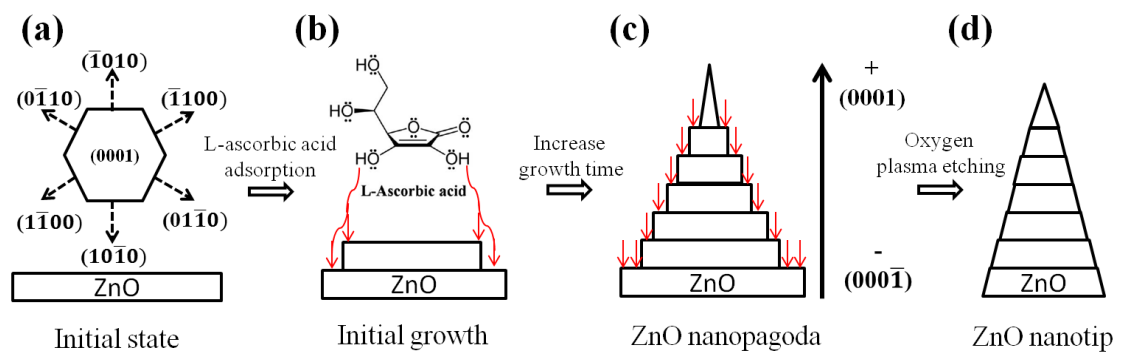 (a)
(1̅010)
(01̅10)
(1̅100)
(0001)
(11̅00)
(011̅0)
(101̅0)
ZnO
Initial state
L-ascorbic acid
adsorption
(b)
HÖ
HÖ
O
O
HÖ
ÖH
L-Ascorbic acid
ZnO
Initial growth
Increase
growth time
(c)
ZnO
ZnO nanopagoda
+
(0001)
-
(0001̅)
Oxygen
plasma etching
(d)
ZnO
ZnO nanotip